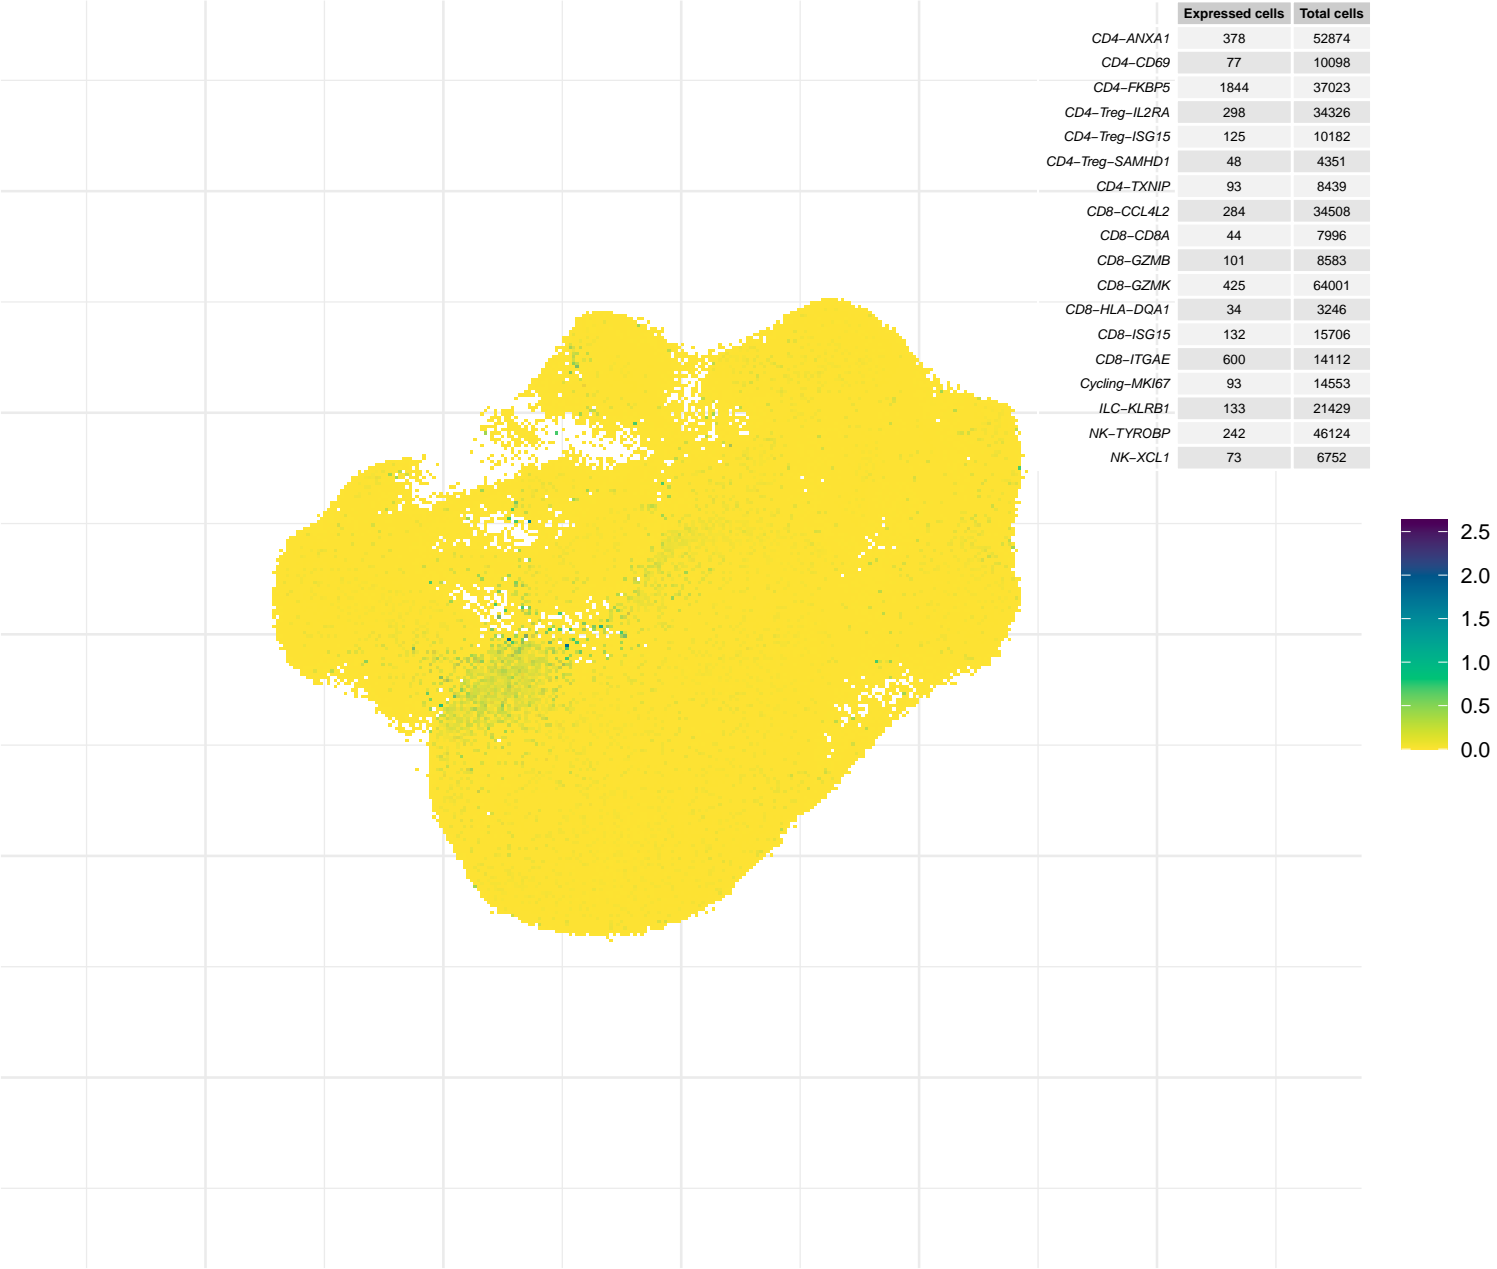 Expressed cells Total cells
CD4−ANXA1 378 52874
CD4−CD69 77 10098
CD4−FKBP5 1844 37023
CD4−Treg−IL2RA 298 34326
CD4−Treg−ISG15 125 10182
CD4−Treg−SAMHD1 48 4351
CD4−TXNIP 93 8439
CD8−CCL4L2 284 34508
CD8−CD8A 44 7996
CD8−GZMB 101 8583
CD8−GZMK 425 64001
CD8−HLA−DQA1 34 3246
CD8−ISG15 132 15706
CD8−ITGAE 600 14112
Cycling−MKI67 93 14553
ILC−KLRB1 133 21429
NK−TYROBP 242 46124
NK−XCL1 73 6752
2.5
2.0
1.5
1.0
0.5
0.0